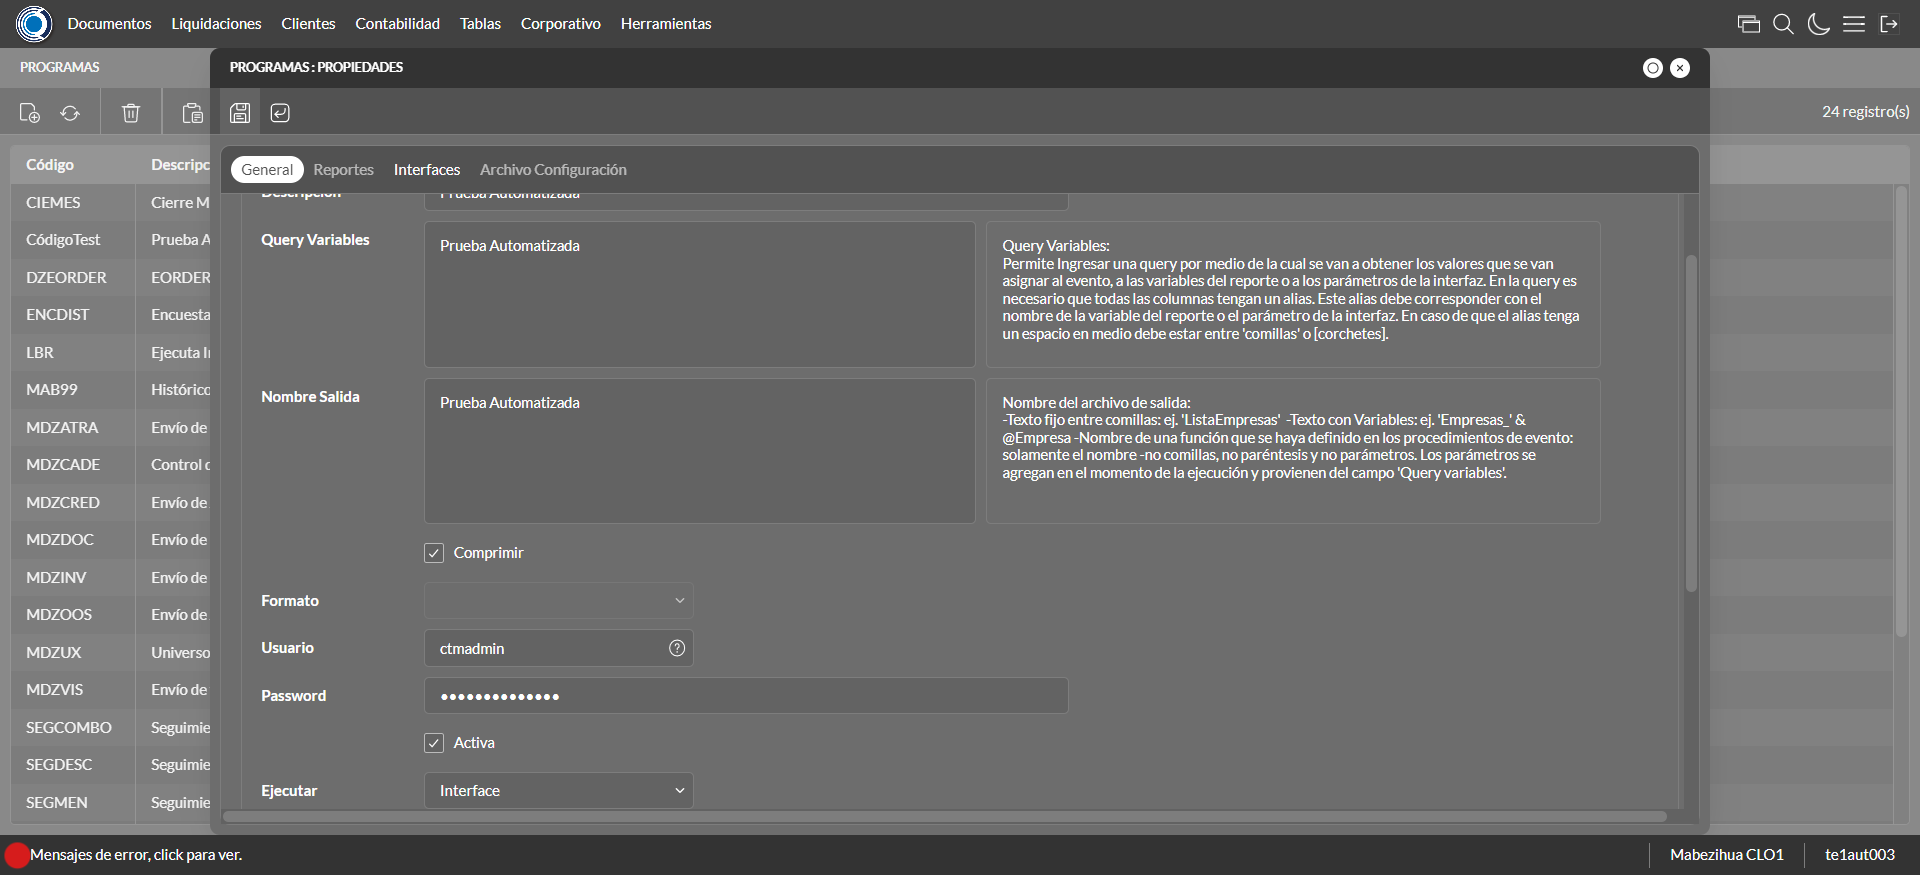 Documentos Liquidaciones Clientes Contabilidad Tablas Corporativo Herramientas
PROGRAMAS
PROGRAMAS : PROPIEDADES
24 registro(s)
General Reportes Interfaces Archivo Configuración
Código Descripc
CIEMES Cierre M
CódigoTest Prueba A
DZEORDER EORDER
ENCDIST Encuesta
LBR Ejecuta I
MAB99 Histórico
MDZATRA Envío de
MDZCADE Control
MDZCRED Envío de
MDZDOC Envío de
MDZINV Envío de
MDZOOS Envío de
MDZUX Universo
MDZVIS Envío de
SEGCOMBO Seguimie
SEGDESC Seguimie
SEGMEN Seguimie
Descripción Prueba Automatizada
Query Variables Prueba Automatizada
Query Variables:
Permite Ingresar una query por medio de la cual se van a obtener los valores que se van
asignar al evento, a las variables del reporte o a los parámetros de la interfaz. En la query es
necesario que todas las columnas tengan un alias. Este alias debe corresponder con el
nombre de la variable del reporte o el parámetro de la interfaz. En caso de que el alias tenga
un espacio en medio debe estar entre 'comillas' o [corchetes].
Nombre Salida Prueba Automatizada
Nombre del archivo de salida:
-Texto fijo entre comillas: ej. 'ListaEmpresas' -Texto con Variables: ej. 'Empresas_' &
@Empresa -Nombre de una función que se haya definido en los procedimientos de evento:
solamente el nombre -no comillas, no paréntesis y no parámetros. Los parámetros se
agregan en el momento de la ejecución y provienen del campo 'Query variables'.
Comprimir
Formato
Usuario ctmadmin
Password ••••••••••••••
Activa
Ejecutar Interface
Mensajes de error, click para ver.
Mabezihua CLO1 te1aut003